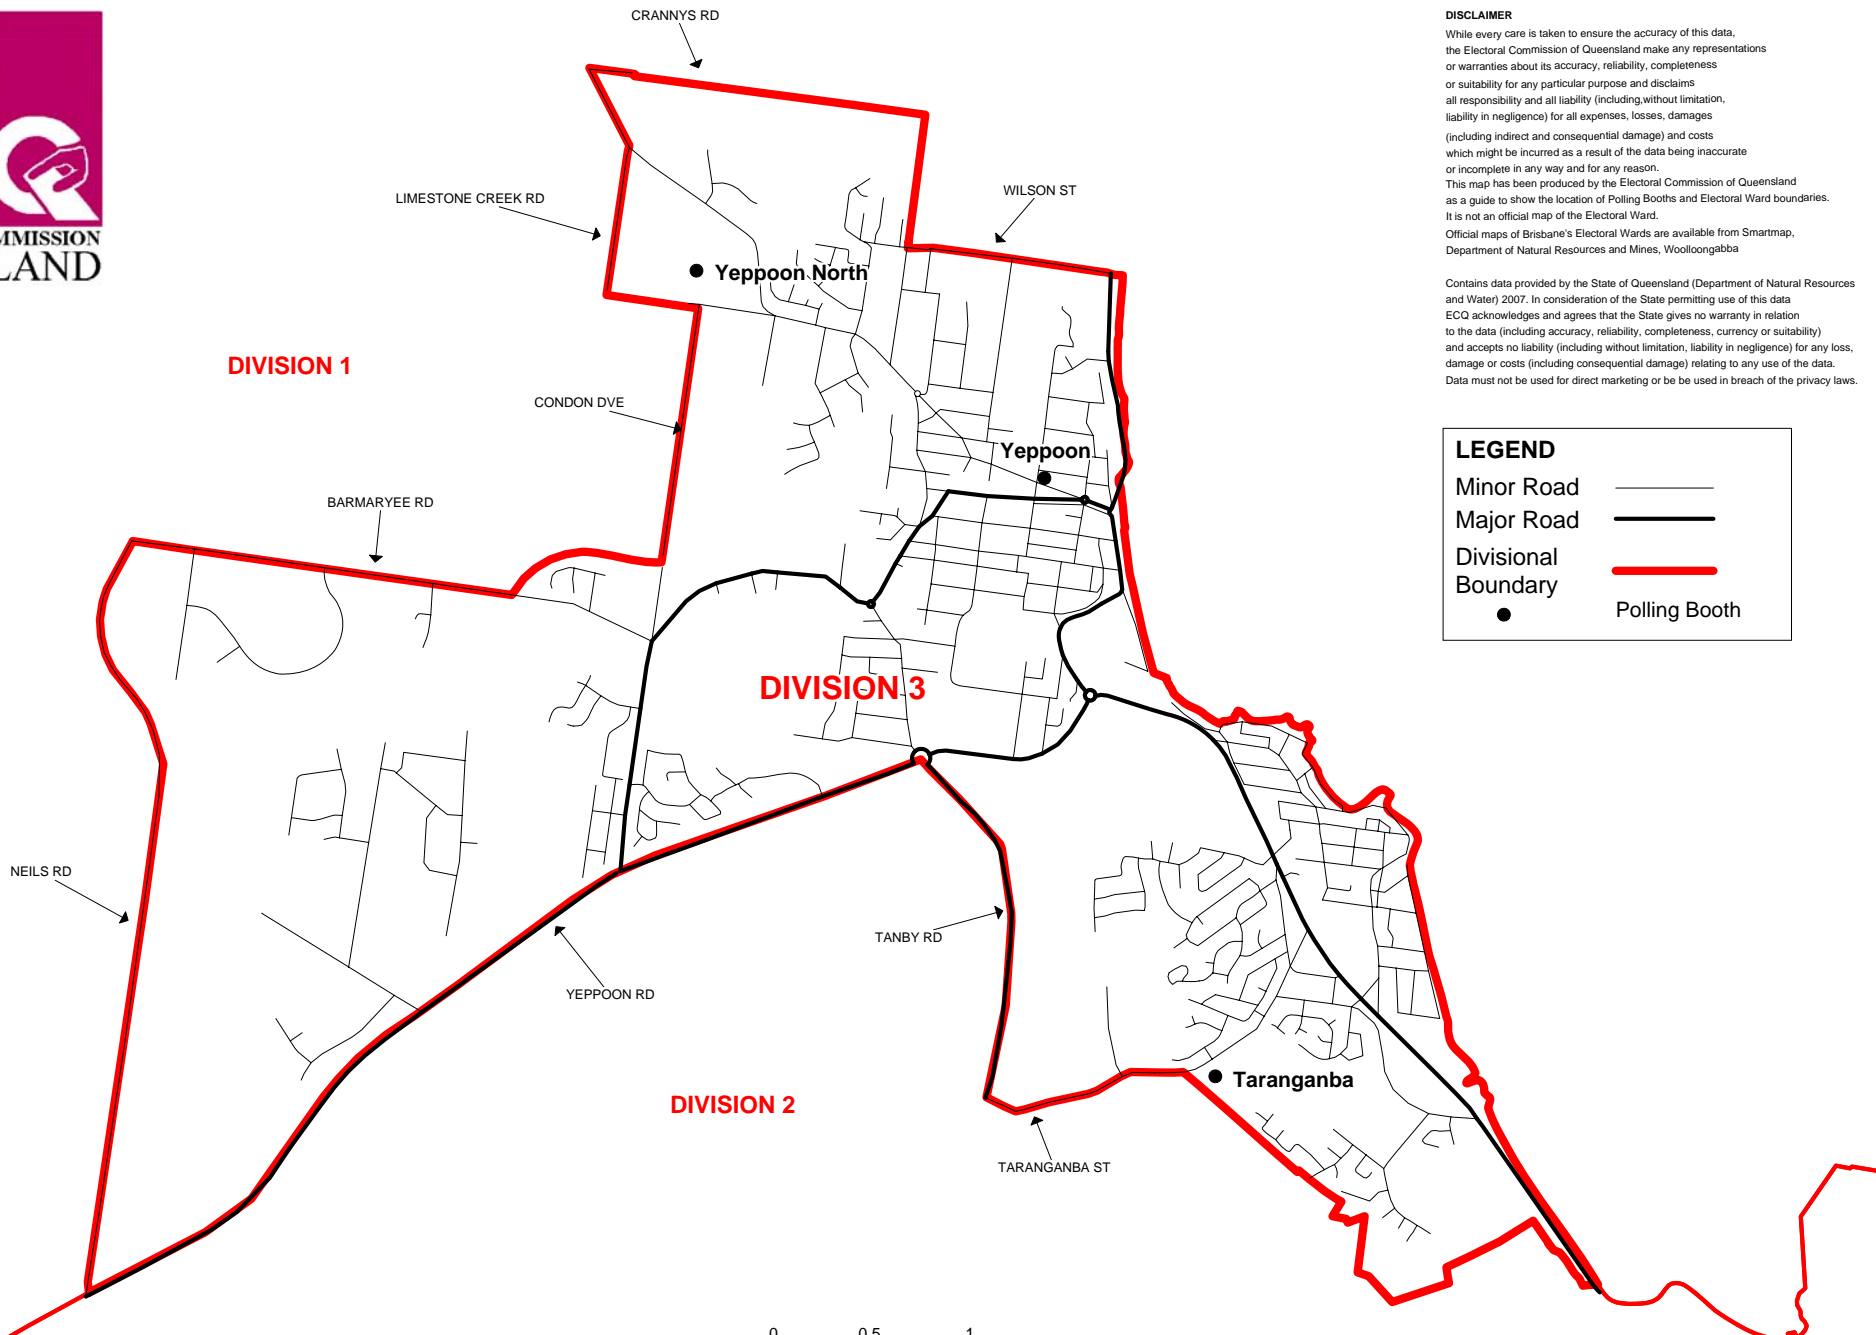 MMISSION
LAND
CRANNYS RD
LIMESTONE CREEK RD
WILSON ST
Yeppoon North
DIVISION 1
CONDON DVE
Yeppoon
BARMARYEE RD
DIVISION 3
NEILS RD
TANBY RD
YEPPOON RD
DIVISION 2
Taranganba
TARANGANBA ST
0 0.5 1
DISCLAIMER
While every care is taken to ensure the accuracy of this data,
the Electoral Commission of Queensland make any representations
or warranties about its accuracy, reliability, completeness
or suitability for any particular purpose and disclaims
all responsibility and all liability (including,without limitation,
liability in negligence) for all expenses, losses, damages
(including indirect and consequential damage) and costs
which might be incurred as a result of the data being inaccurate
or incomplete in any way and for any reason.
This map has been produced by the Electoral Commission of Queensland
as a guide to show the location of Polling Booths and Electoral Ward boundaries.
It is not an official map of the Electoral Ward.
Official maps of Brisbane's Electoral Wards are available from Smartmap,
Department of Natural Resources and Mines, Woolloongabba
Contains data provided by the State of Queensland (Department of Natural Resources
and Water) 2007. In consideration of the State permitting use of this data
ECQ acknowledges and agrees that the State gives no warranty in relation
to the data (including accuracy, reliability, completeness, currency or suitability)
and accepts no liability (including without limitation, liability in negligence) for any loss,
damage or costs (including consequential damage) relating to any use of the data.
Data must not be used for direct marketing or be be used in breach of the privacy laws.
LEGEND
Minor Road
Major Road
Divisional
Boundary
Polling Booth